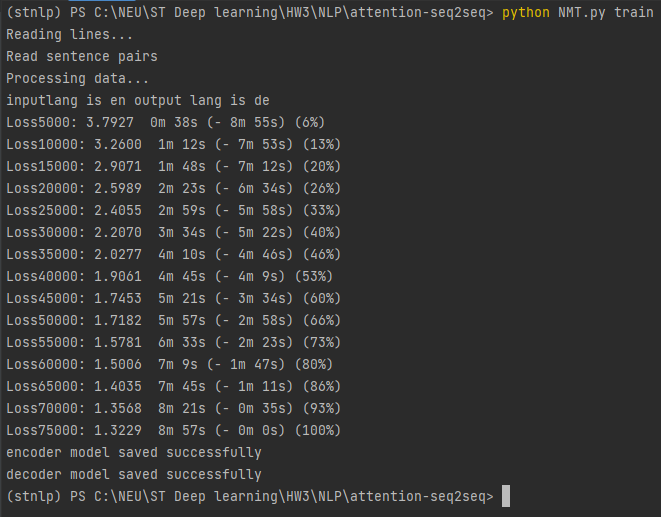 (stnlp) PS C:\NEU\ST Deep learning\HW3\NLP\attention-seq2seq> python NMT.py train
Reading lines...
Read sentence pairs
Processing data...
inputlang is en output lang is de
Loss5000: 3.7927  0m 38s (- 8m 55s) (6%)
Loss10000: 3.2600  1m 12s (- 7m 53s) (13%)
Loss15000: 2.9071  1m 48s (- 7m 12s) (20%)
Loss20000: 2.5989  2m 23s (- 6m 34s) (26%)
Loss25000: 2.4055  2m 59s (- 5m 58s) (33%)
Loss30000: 2.2070  3m 34s (- 5m 22s) (40%)
Loss35000: 2.0277  4m 10s (- 4m 46s) (46%)
Loss40000: 1.9061  4m 45s (- 4m 9s) (53%)
Loss45000: 1.7453  5m 21s (- 3m 34s) (60%)
Loss50000: 1.7182  5m 57s (- 2m 58s) (66%)
Loss55000: 1.5781  6m 33s (- 2m 23s) (73%)
Loss60000: 1.5006  7m 9s (- 1m 47s) (80%)
Loss65000: 1.4035  7m 45s (- 1m 11s) (86%)
Loss70000: 1.3568  8m 21s (- 0m 35s) (93%)
Loss75000: 1.3229  8m 57s (- 0m 0s) (100%)
encoder model saved successfully
decoder model saved successfully
(stnlp) PS C:\NEU\ST Deep learning\HW3\NLP\attention-seq2seq>